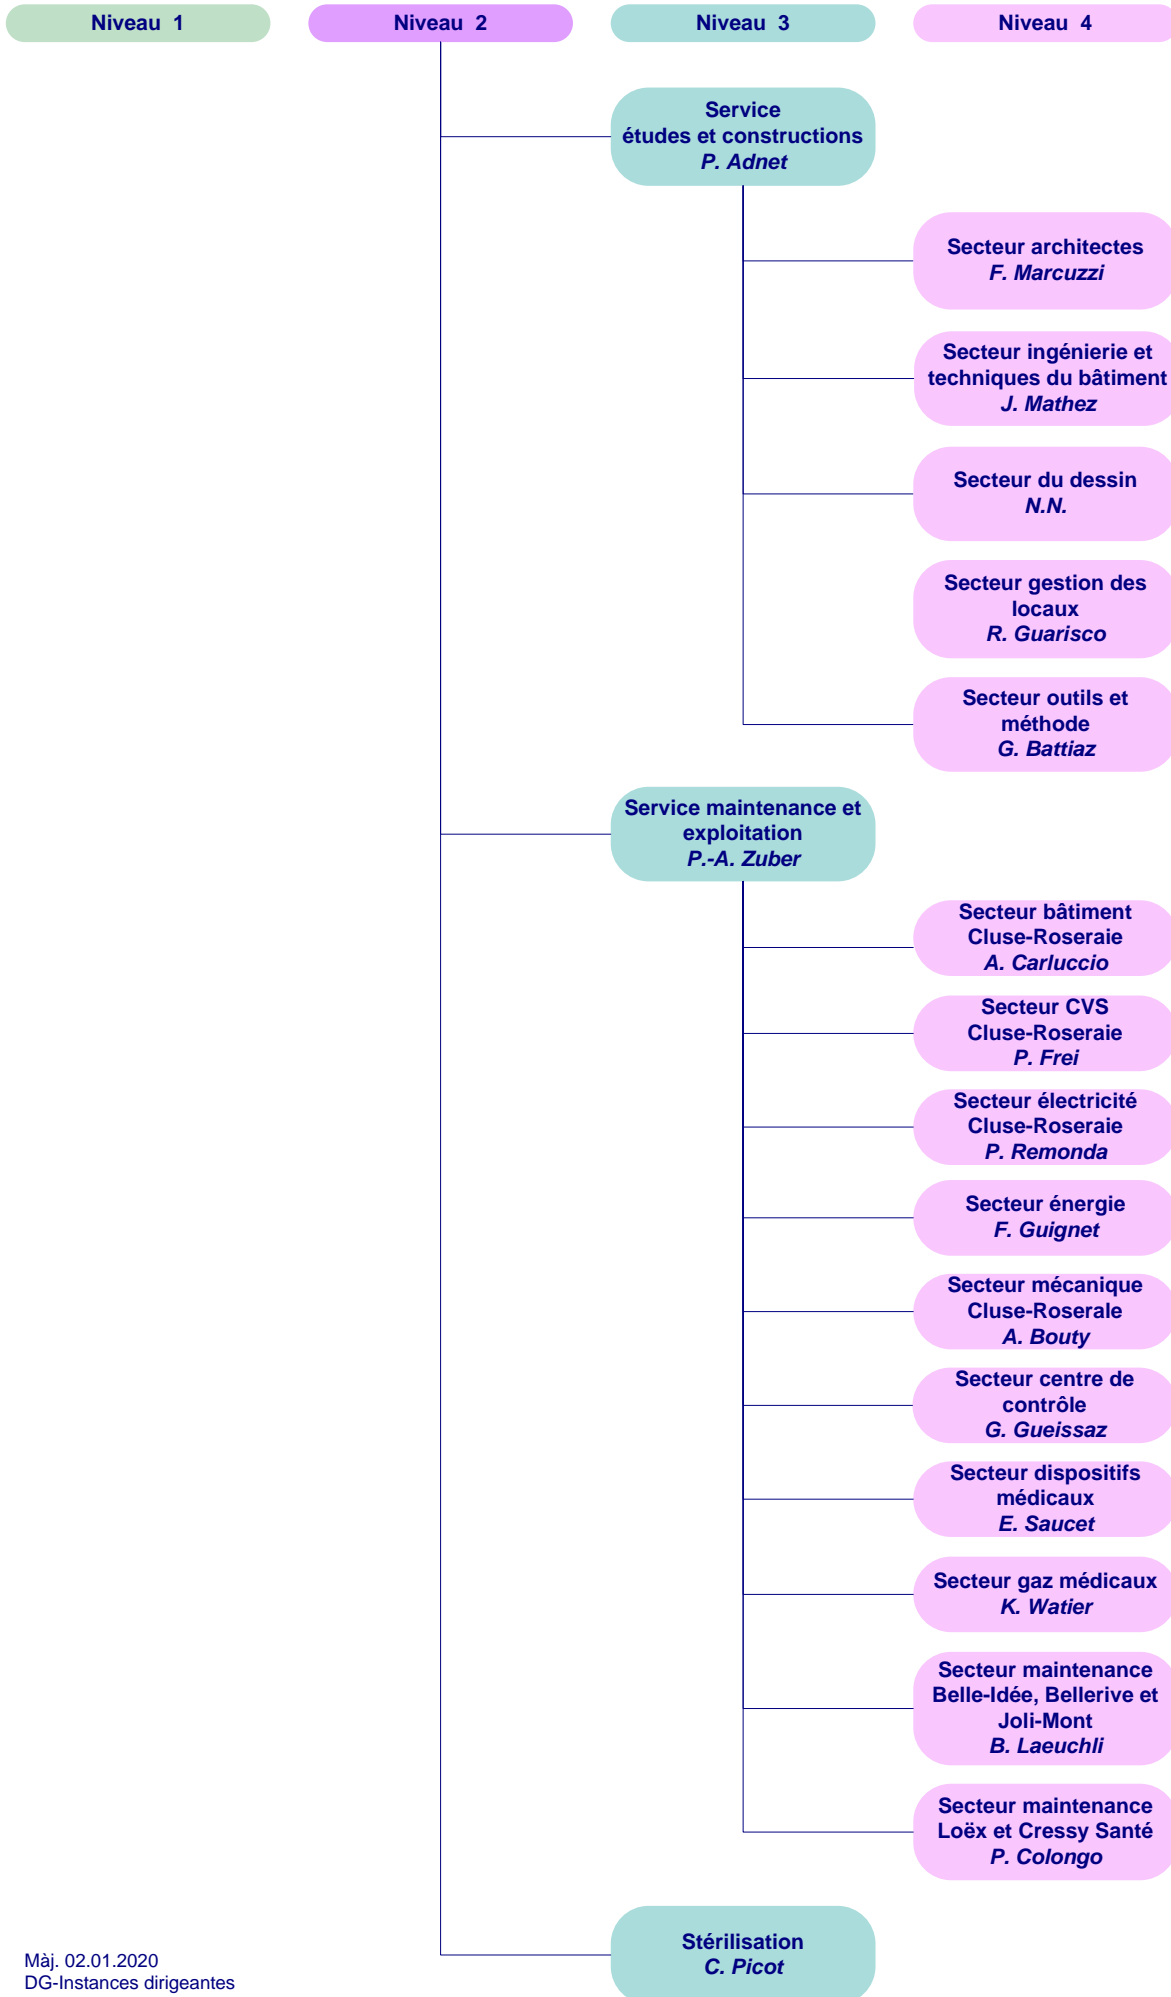 Niveau 1
Niveau 2
Niveau 3
Niveau 4
Service
études et constructions
P. Adnet
Secteur architectes
F. Marcuzzi
Secteur ingénierie et
techniques du bâtiment
J. Mathez
Secteur du dessin
N.N.
Secteur gestion des
locaux
R. Guarisco
Secteur outils et
méthode
G. Battiaz
Service maintenance et
exploitation
P.-A. Zuber
Secteur bâtiment
Cluse-Roseraie
A. Carluccio
Secteur CVS
Cluse-Roseraie
P. Frei
Secteur électricité
Cluse-Roseraie
P. Remonda
Secteur énergie
F. Guignet
Secteur mécanique
Cluse-Roserale
A. Bouty
Secteur centre de
contrôle
G. Gueissaz
Secteur dispositifs
médicaux
E. Saucet
Secteur gaz médicaux
K. Watier
Secteur maintenance
Belle-Idée, Bellerive et
Joli-Mont
B. Laeuchli
Secteur maintenance
Loëx et Cressy Santé
P. Colongo
Stérilisation
C. Picot
Màj. 02.01.2020
DG-Instances dirigeantes